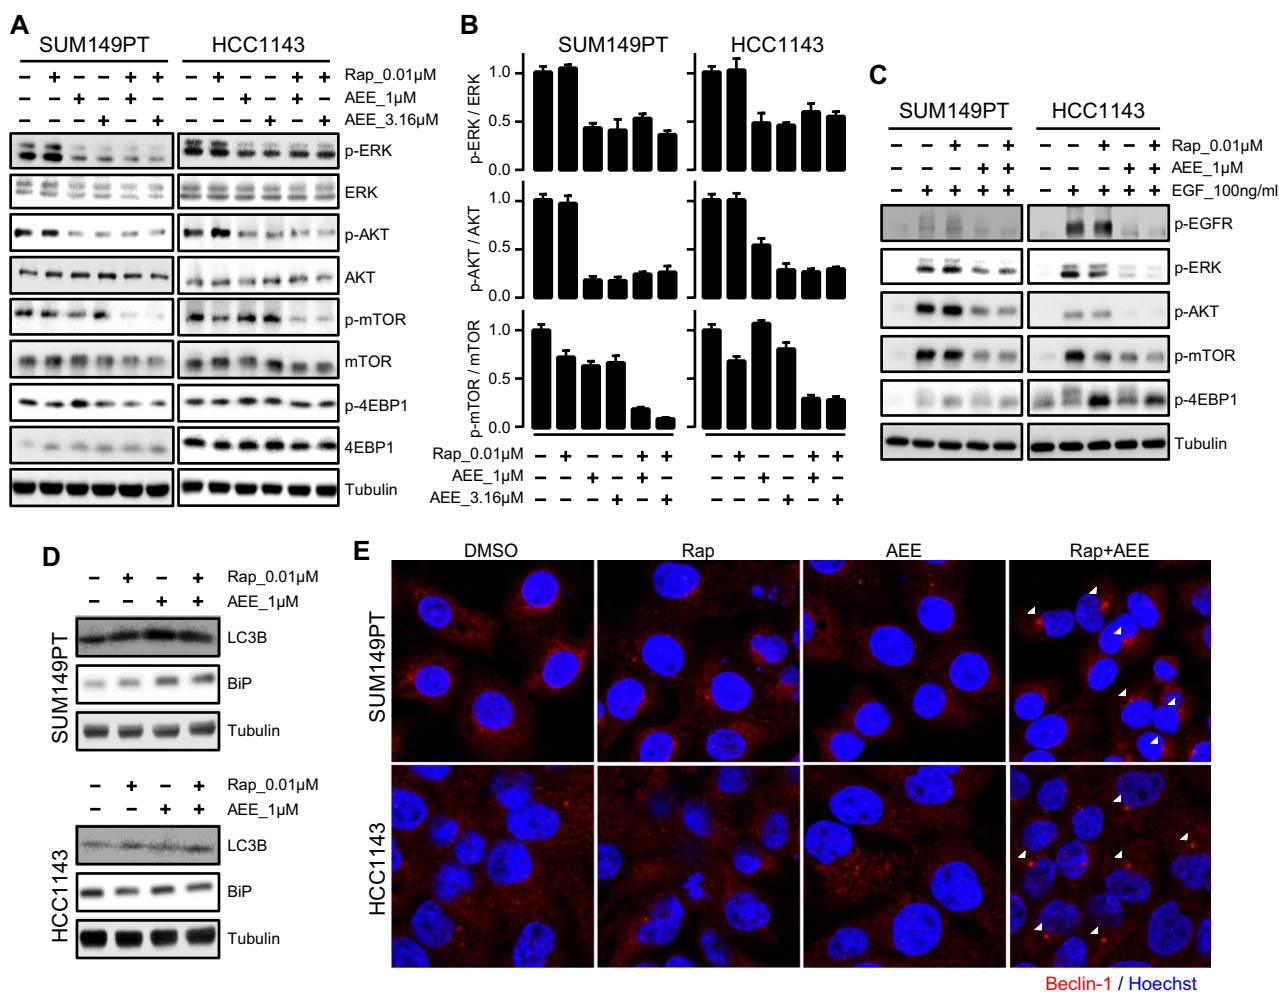 A
SUM149PT HCC1143
– + – – + + – + – – + + Rap_0.01µM
– – + – + – – – + – + – AEE_1µM
– – – + – + – – – + – + AEE_3.16µM
p-ERK
ERK
p-AKT
AKT
p-mTOR
mTOR
p-4EBP1
4EBP1
Tubulin
B
SUM149PT HCC1143
p-ERK / ERK
1.0
0.5
0.0
p-AKT / AKT
1.0
0.5
0.0
p-mTOR / mTOR
1.0
0.5
0.0
Rap_0.01µM – + – – + + – + – – + +
AEE_1µM – – + – + – – – + – + –
AEE_3.16µM – – – + – + – – – + – +
C
SUM149PT HCC1143
– – + – + – – + – + Rap_0.01µM
– – – + + – – – + + AEE_1µM
– + + + + – + + + + EGF_100ng/ml
p-EGFR
p-ERK
p-AKT
p-mTOR
p-4EBP1
Tubulin
D
SUM149PT
– + – + Rap_0.01µM
– – + + AEE_1µM
LC3B
BiP
Tubulin
HCC1143
– + – + Rap_0.01µM
– – + + AEE_1µM
LC3B
BiP
Tubulin
E
DMSO Rap AEE Rap+AEE
SUM149PT
HCC1143
Beclin-1 / Hoechst